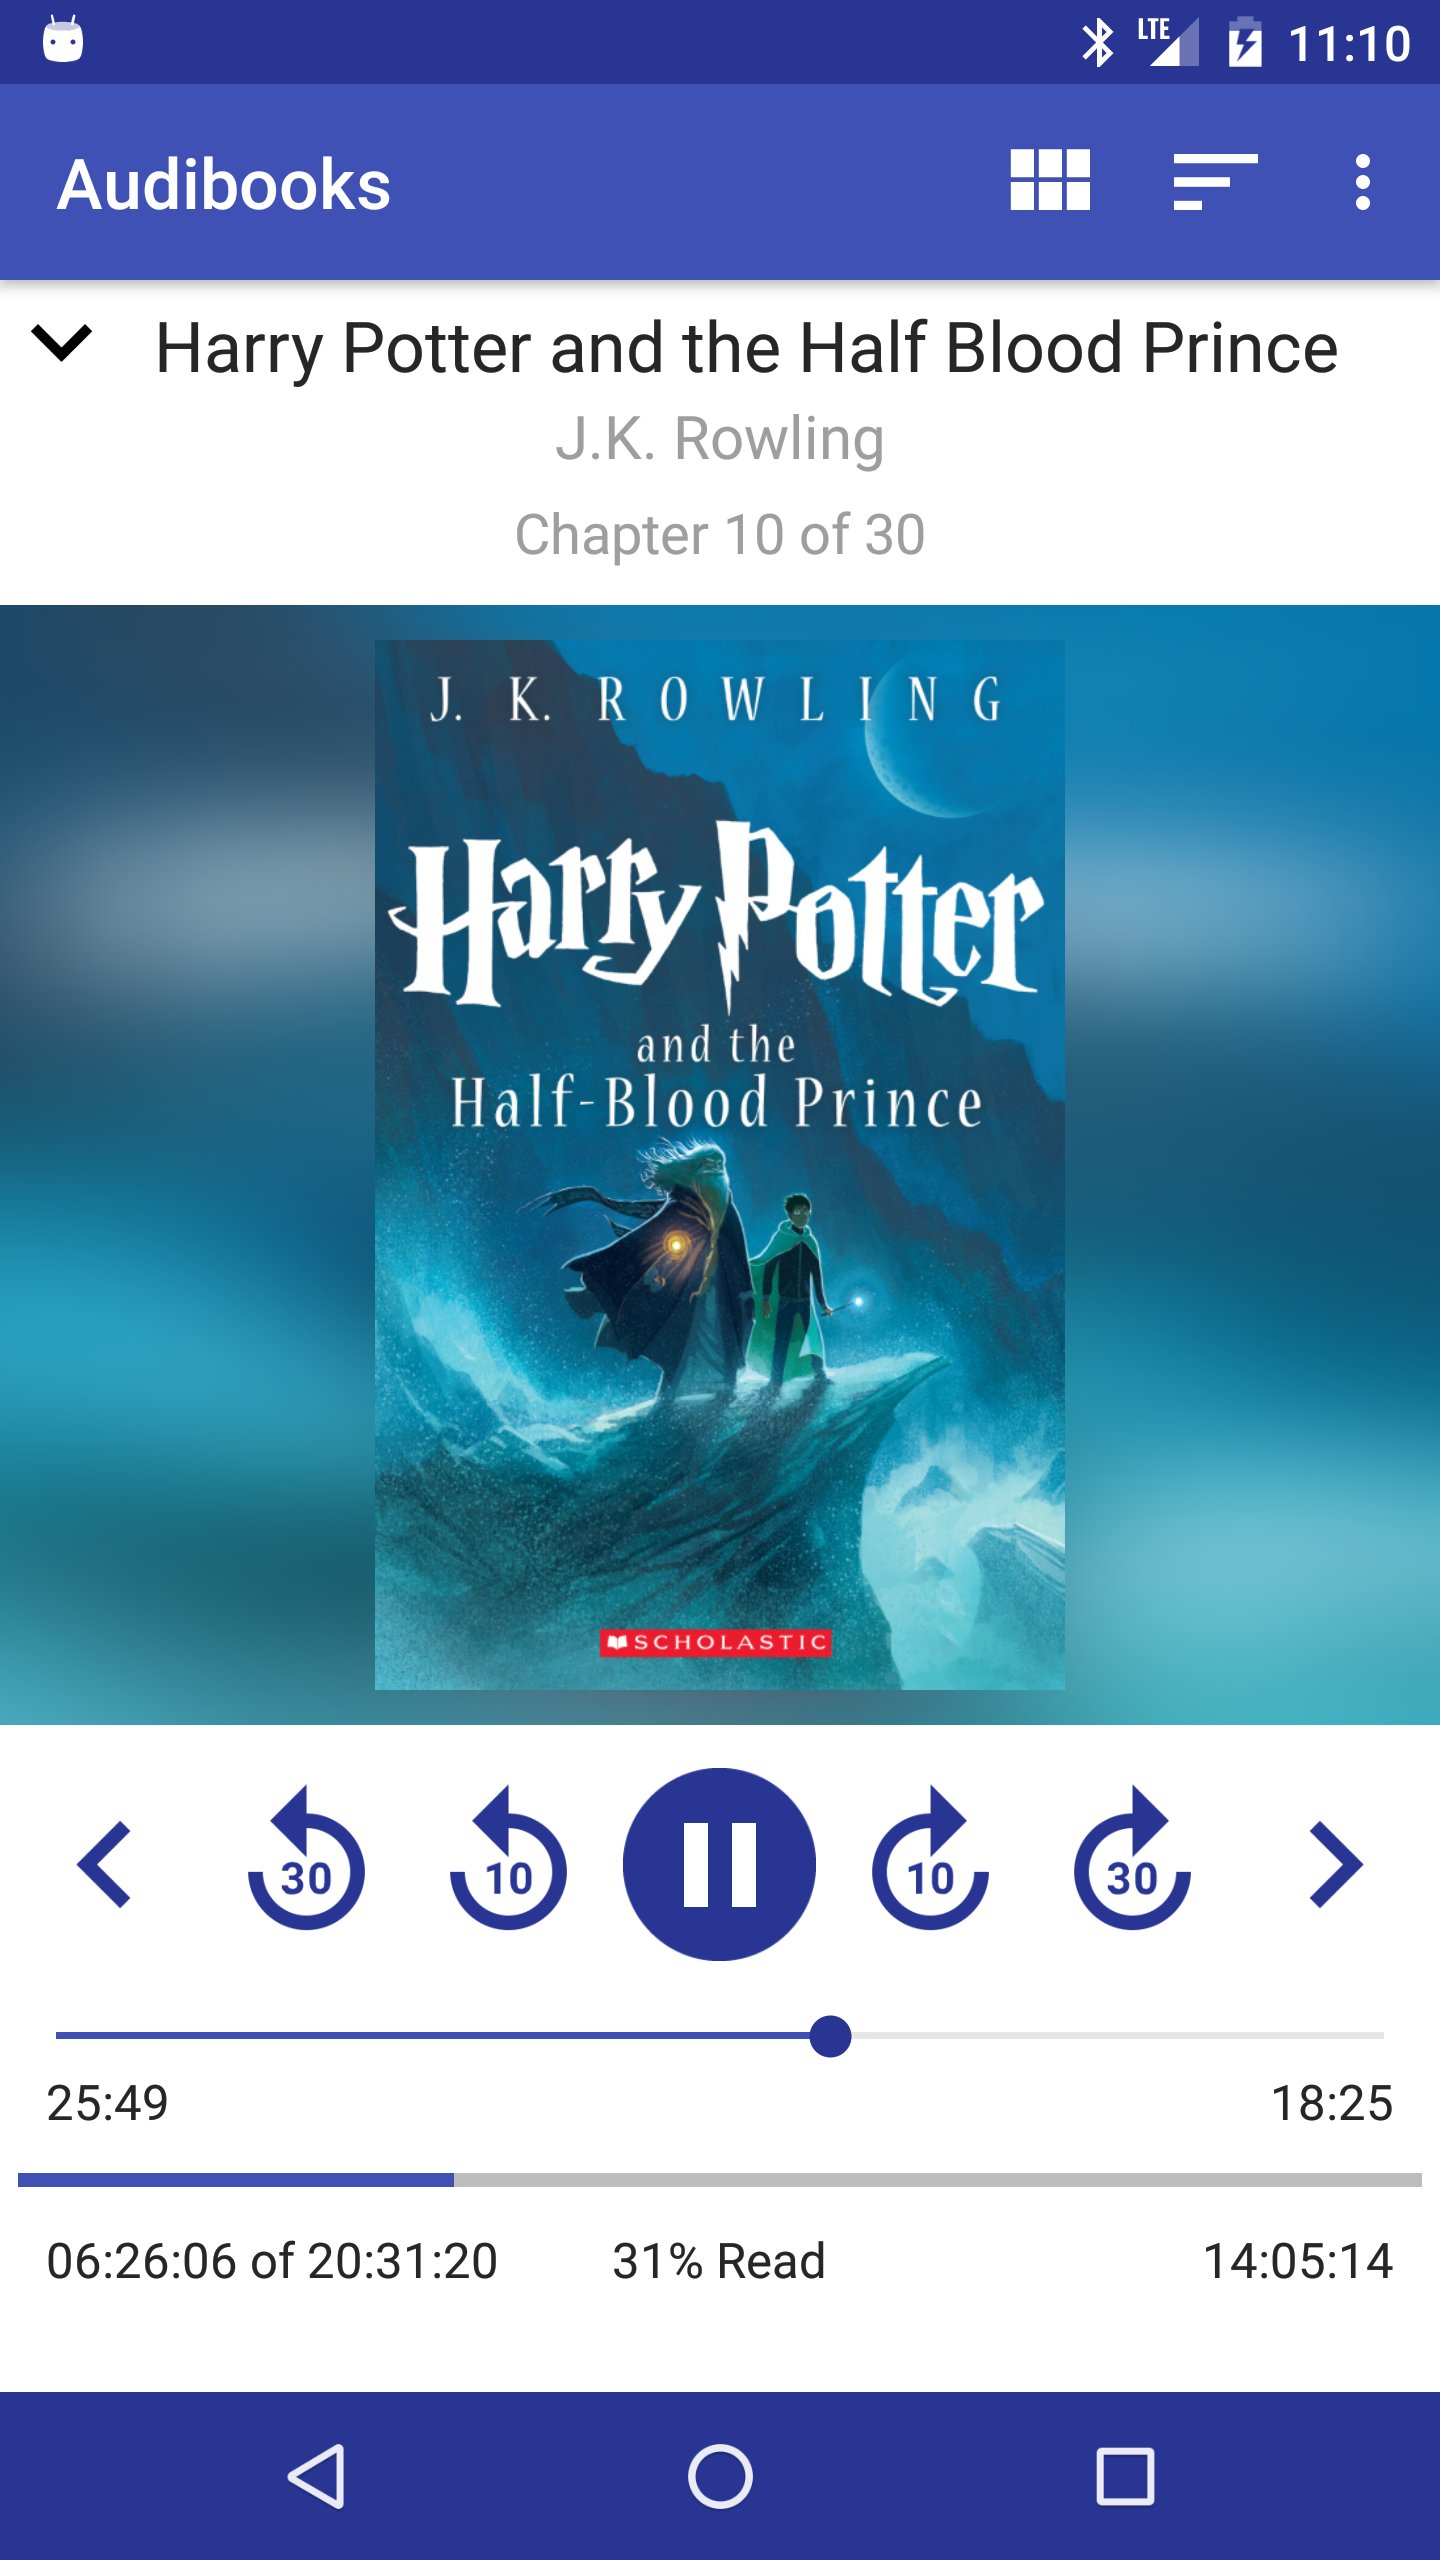 LTE 11:10
Audibooks
Harry Potter and the Half Blood Prince
J.K. Rowling
Chapter 10 of 30
J. K. ROWLING
Harry Potter
and the
Half-Blood Prince
SCHOLASTIC
30 10 10 30
25:49 18:25
06:26:06 of 20:31:20 31% Read 14:05:14